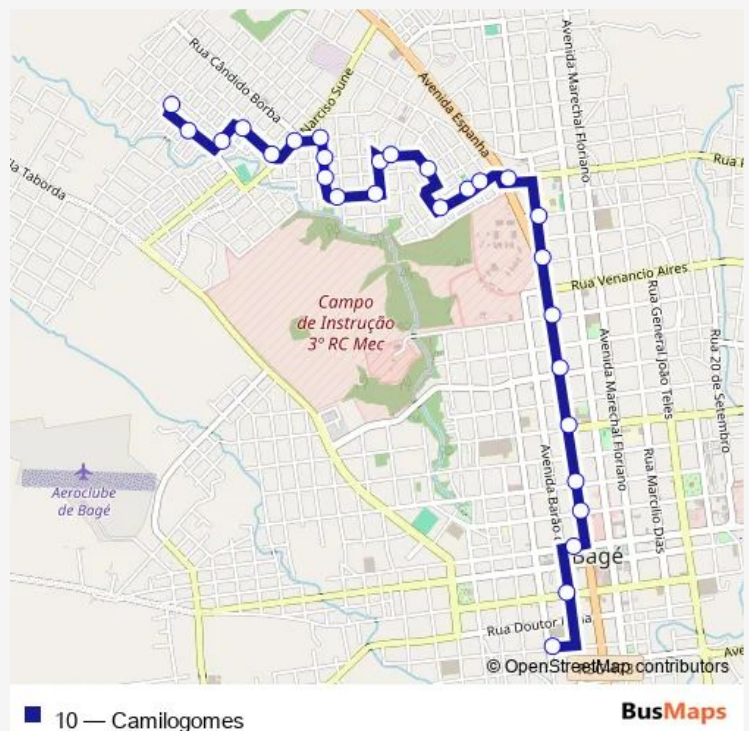 Rua Cândido Borba
Narciso Sune
Avenida Espanha
Avenida Marechal Floriano
la Taborda
Rua
Campo
de Instrução
3º RC Mec
Rua Venancio Aires
Rua General João Teles
Rua 20 de Setembro
Avenida Marechal Floriano
Aeroclube
de Bagé
Avenida Barão
Rua Marcílio Dias
Bagé
Rua Doutor
Ave
© OpenStreetMap contributors
10 — Camilogomes
BusMaps